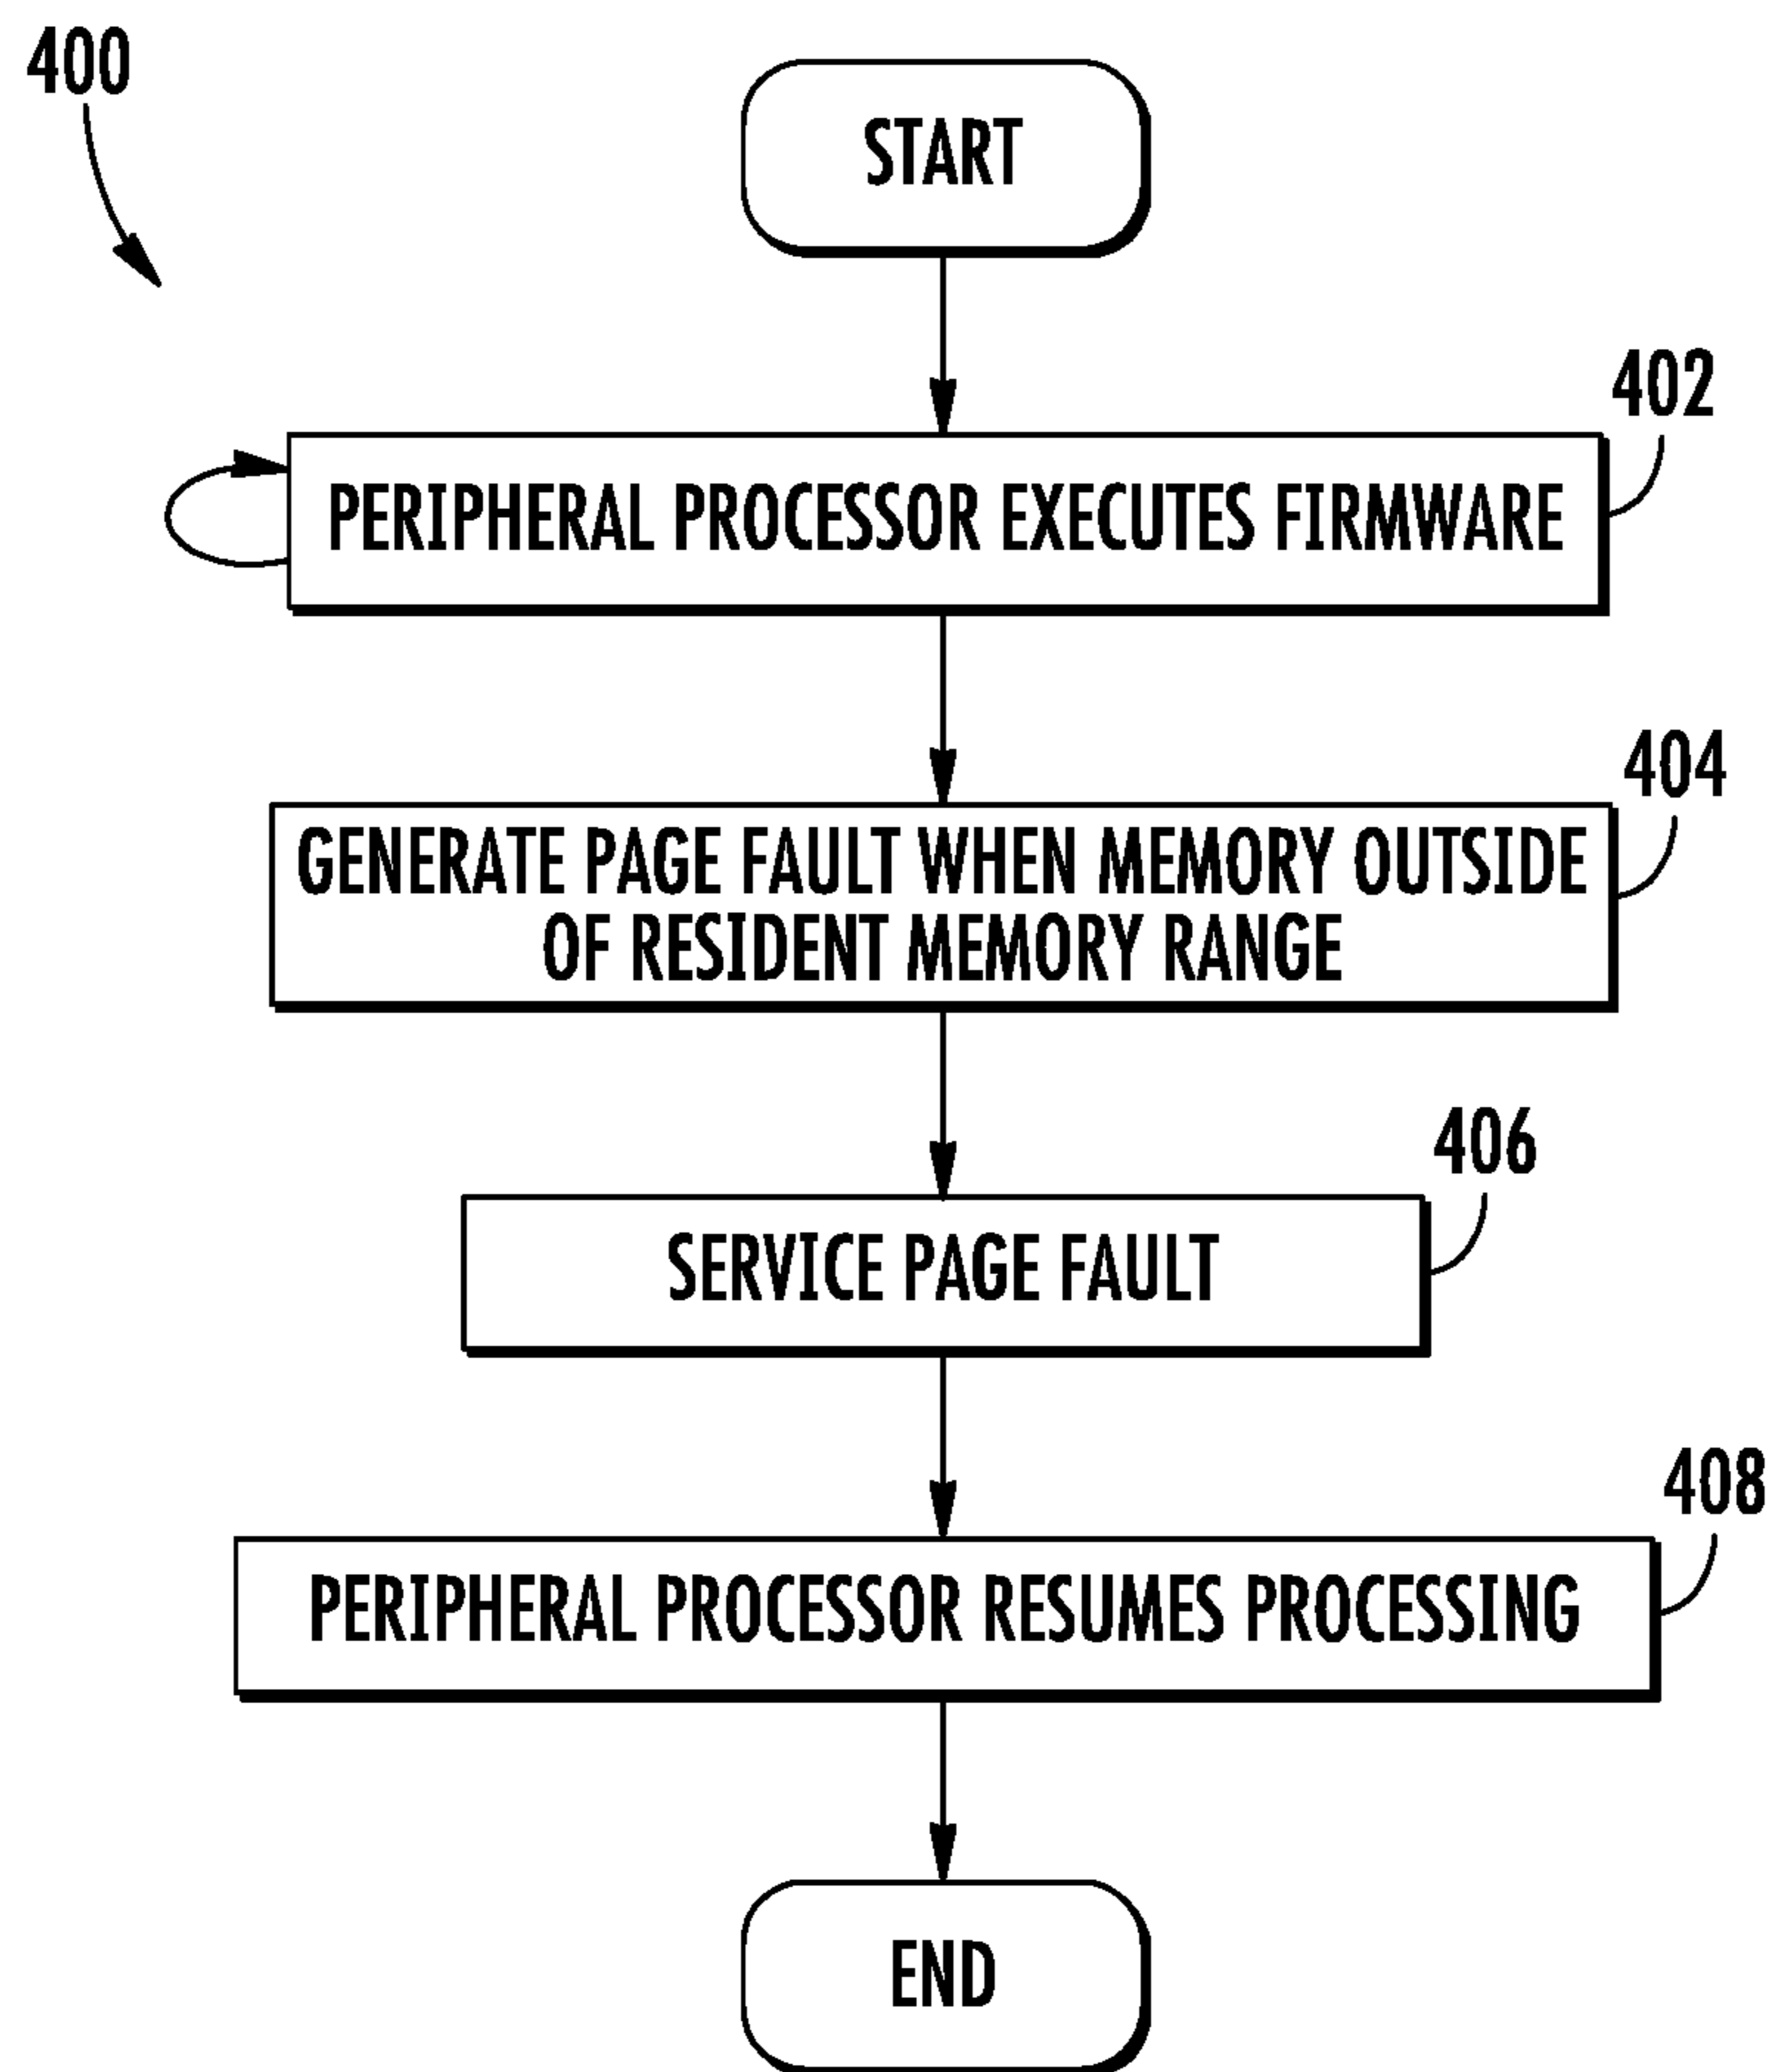 400
START
402
PERIPHERAL PROCESSOR EXECUTES FIRMWARE
404
GENERATE PAGE FAULT WHEN MEMORY OUTSIDE
OF RESIDENT MEMORY RANGE
406
SERVICE PAGE FAULT
408
PERIPHERAL PROCESSOR RESUMES PROCESSING
END